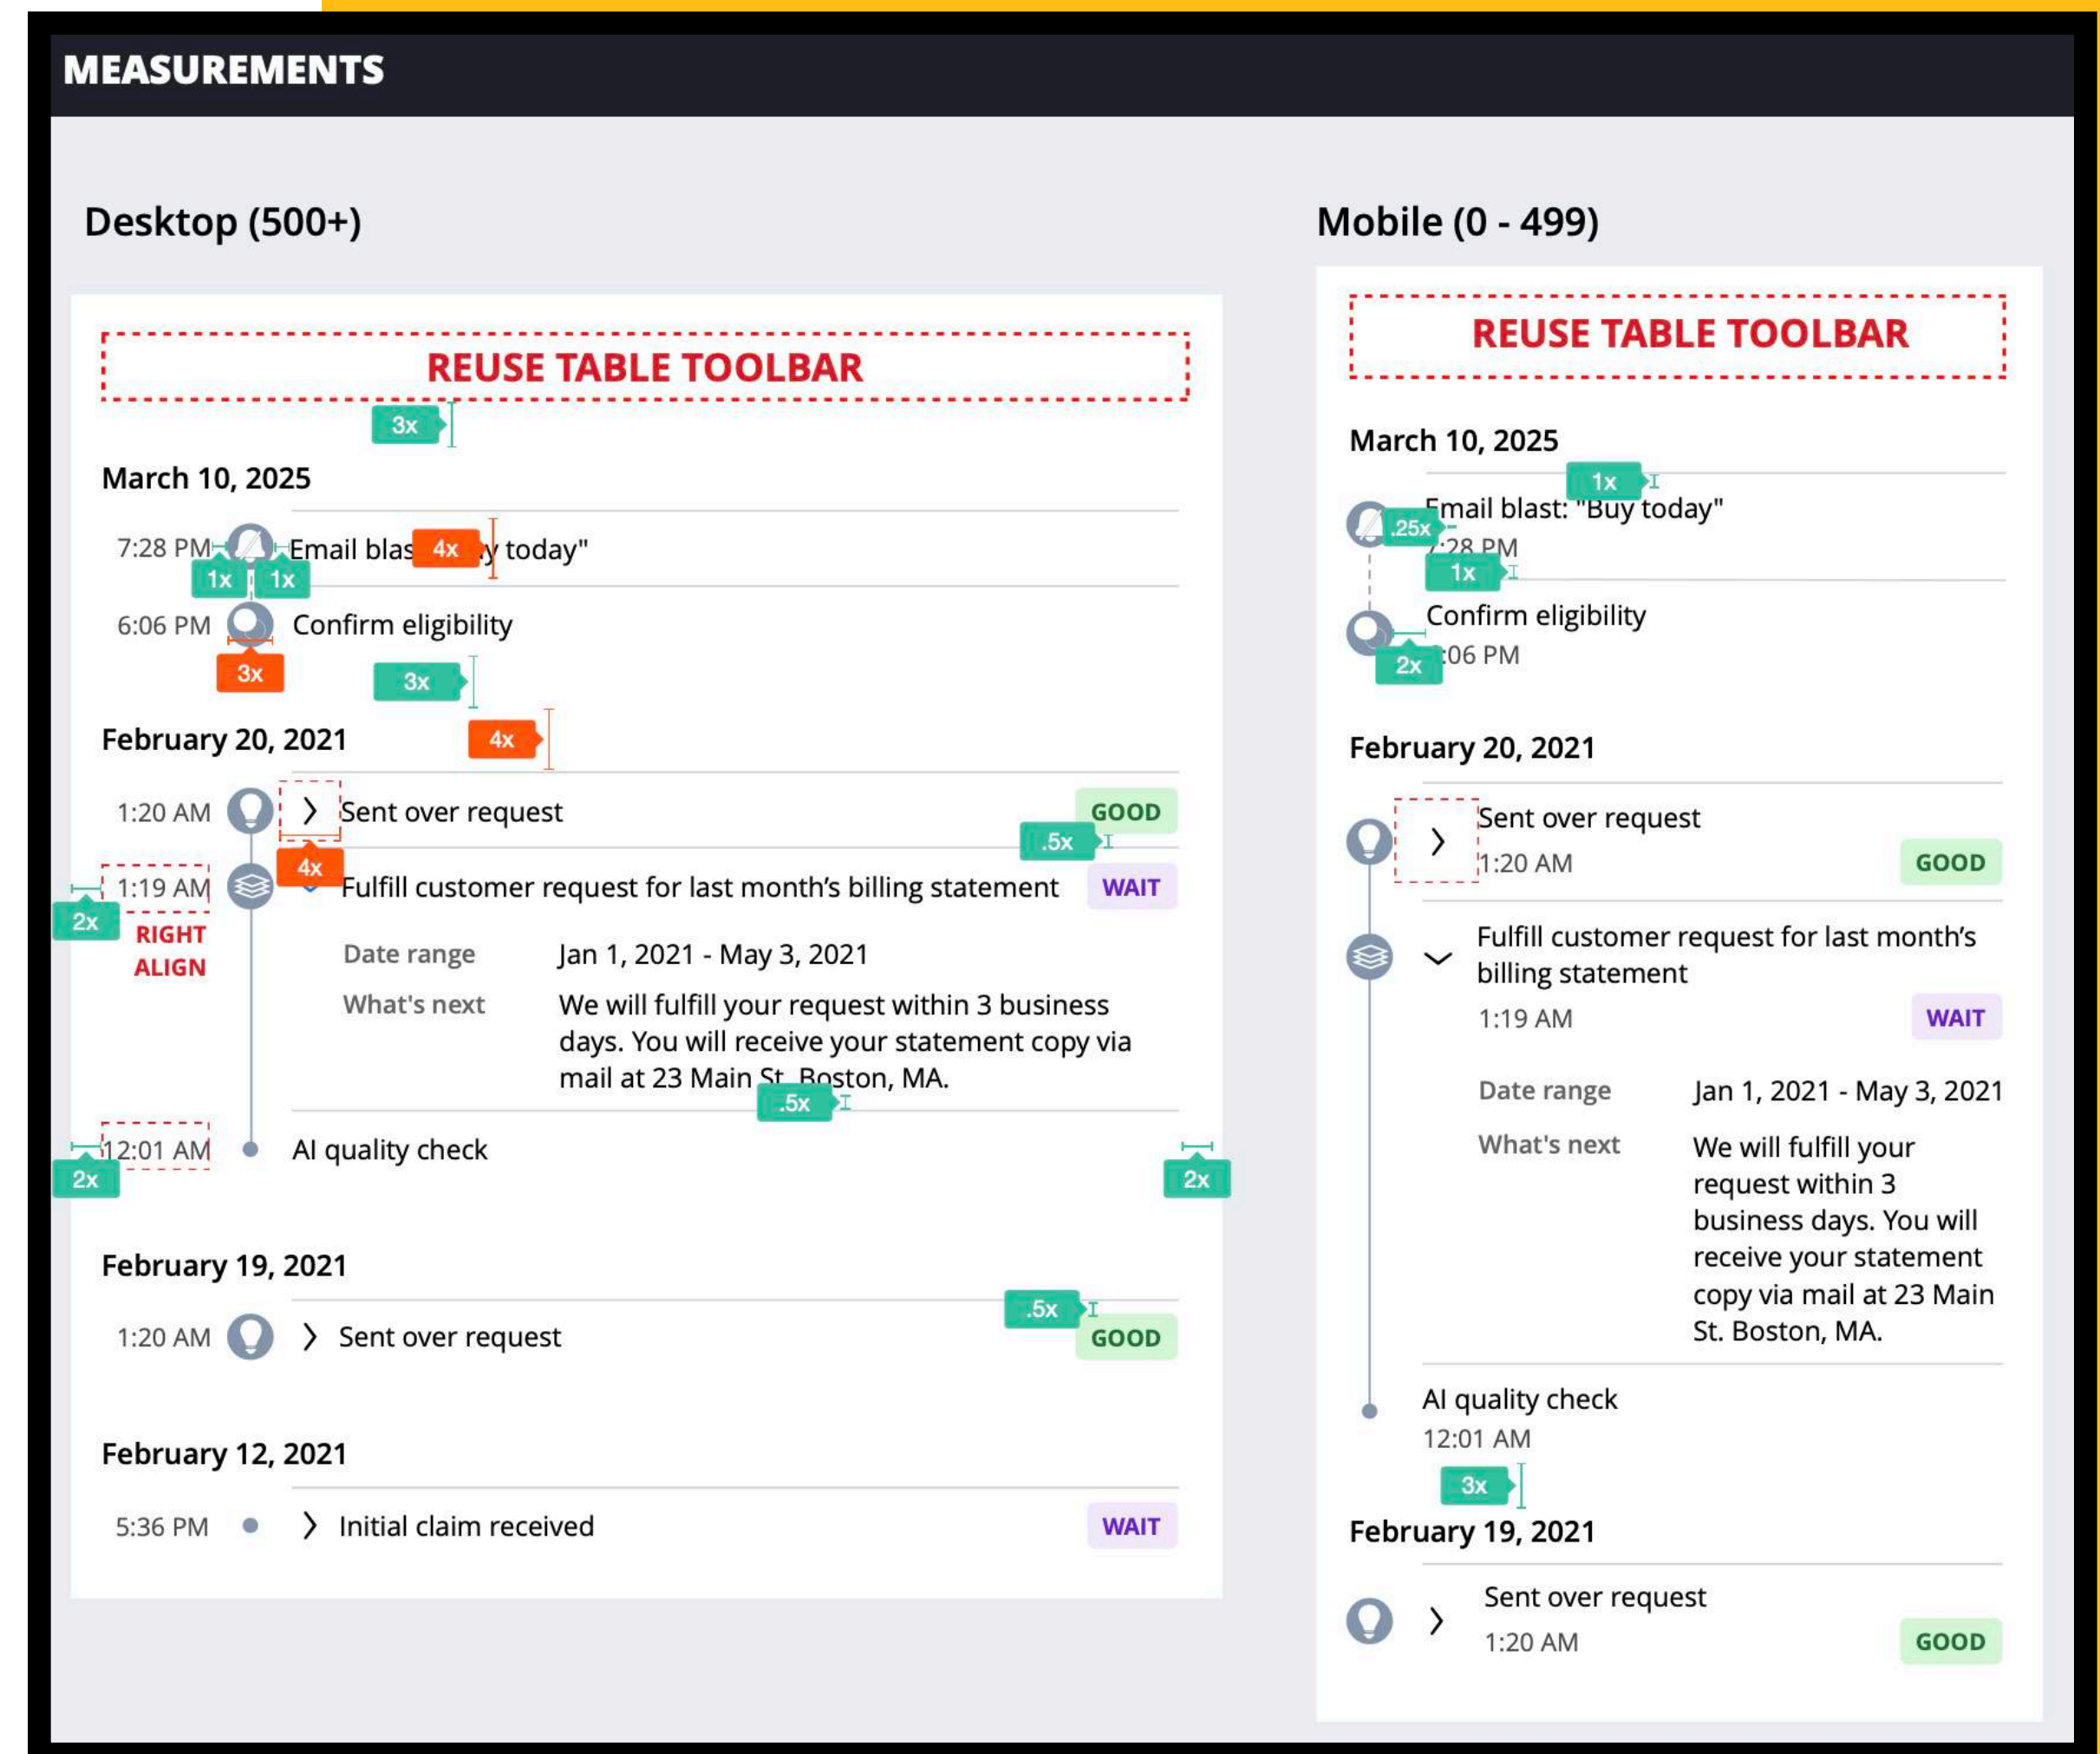 MEASUREMENTS
Desktop (500+)
REUSE TABLE TOOLBAR
3x
March 10, 2025
7:28 PM Email blas 4x y today"
1x 1x
6:06 PM Confirm eligibility
3x 3x
February 20, 2021 4x
1:20 AM Sent over request GOOD
.5x
4x
1:19 AM Fulfill customer request for last month's billing statement WAIT
2x
RIGHT
ALIGN
Date range Jan 1, 2021 - May 3, 2021
What's next We will fulfill your request within 3 business
days. You will receive your statement copy via
mail at 23 Main St. Boston, MA.
.5x
12:01 AM AI quality check
2x 2x
February 19, 2021
.5x
1:20 AM Sent over request GOOD
February 12, 2021
5:36 PM Initial claim received WAIT
Mobile (0 - 499)
REUSE TABLE TOOLBAR
March 10, 2025
1x
Email blast: "Buy today"
.25x
7:28 PM
1x
Confirm eligibility
2x :06 PM
February 20, 2021
Sent over request
1:20 AM GOOD
Fulfill customer request for last month's
billing statement
1:19 AM WAIT
Date range Jan 1, 2021 - May 3, 2021
What's next We will fulfill your
request within 3
business days. You will
receive your statement
copy via mail at 23 Main
St. Boston, MA.
AI quality check
12:01 AM
3x
February 19, 2021
Sent over request
1:20 AM GOOD